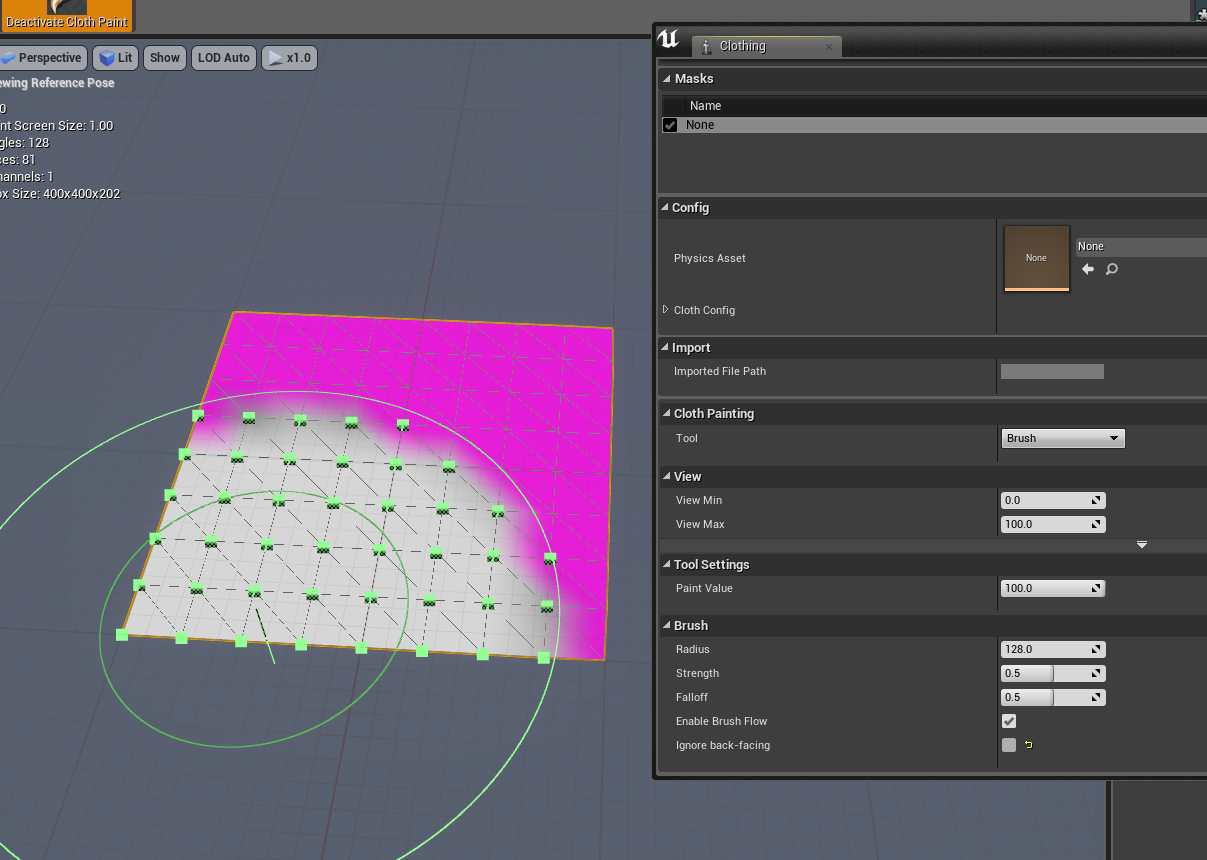 Deactivate Cloth Paint
Perspective
Lit
Show
LOD Auto
x1.0
ewing Reference Pose
0
nt Screen Size: 1.00
gles: 128
ces: 81
hannels: 1
ox Size: 400x400x202
Clothing
Masks
Name
None
Config
Physics Asset
None
None
Cloth Config
Import
Imported File Path
Cloth Painting
Tool
Brush
View
View Min
0.0
View Max
100.0
Tool Settings
Paint Value
100.0
Brush
Radius
128.0
Strength
0.5
Falloff
0.5
Enable Brush Flow
Ignore back-facing